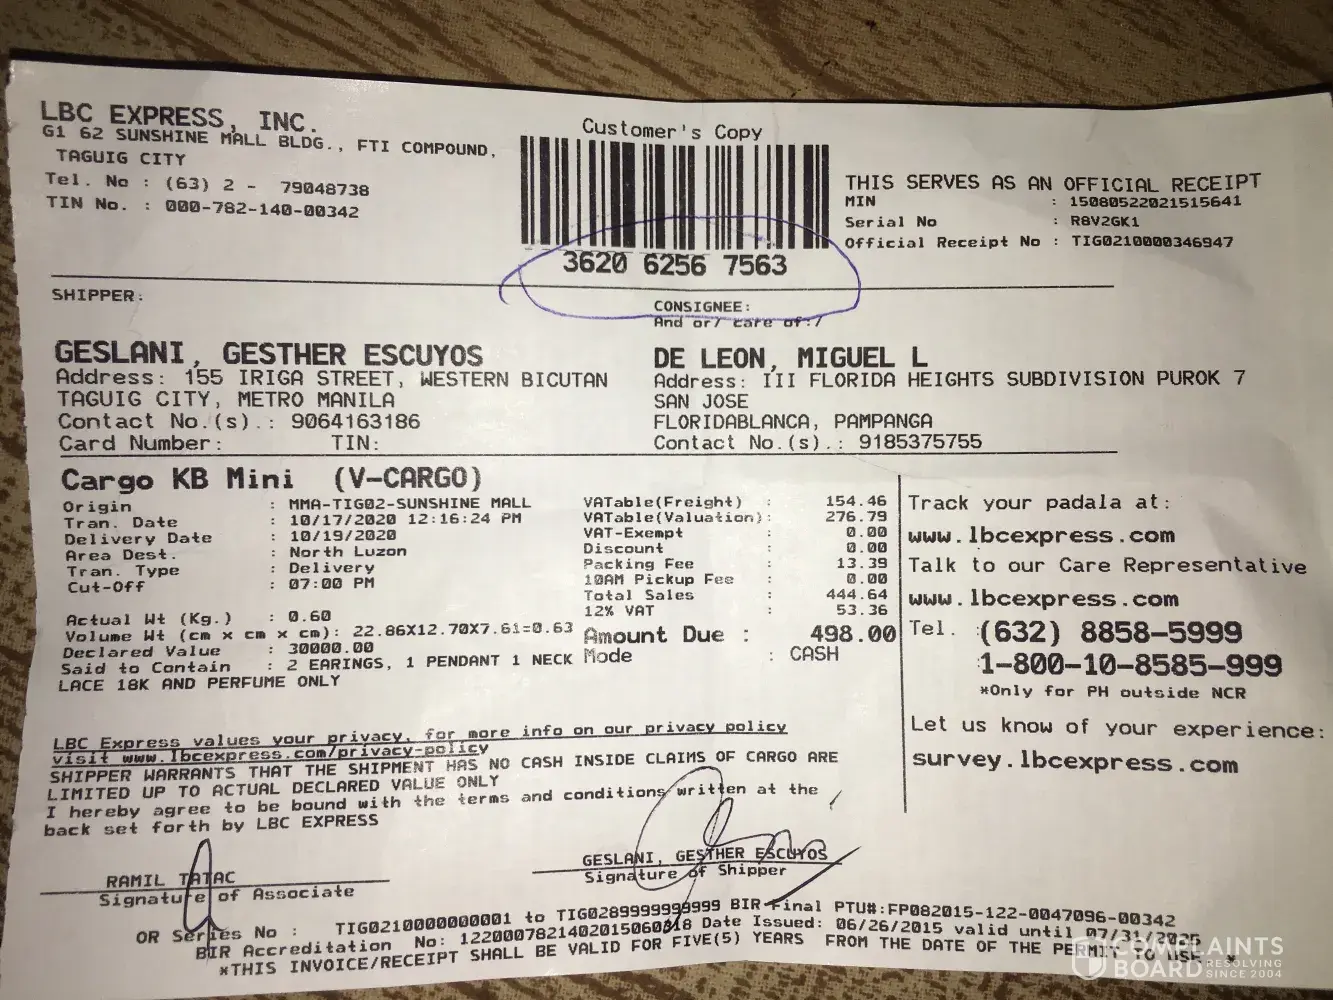 LBC EXPRESS, INC.
G1 62 SUNSHINE MALL BLDG., FTI COMPOUND,
TAGUIG CITY
Tel. No : (63) 2 - 79048738
TIN No. : 000-782-140-00342
Customer's Copy
3620 6256 7563
THIS SERVES AS AN OFFICIAL RECEIPT
MIN : 15080522021515641
Serial No : R8V2GK1
Official Receipt No : TIG0210000346947
SHIPPER:
GESLANI, GESTHER ESCUYOS
Address: 155 IRIGA STREET, WESTERN BICUTAN
TAGUIG CITY, METRO MANILA
Contact No.(s).: 9064163186
Card Number: TIN:
CONSIGNEE:
And or/ care of:/
DE LEON, MIGUEL L
Address: III FLORIDA HEIGHTS SUBDIVISION PUROK 7
SAN JOSE
FLORIDABLANCA, PAMPANGA
Contact No.(s).: 9185375755
Cargo KB Mini (V-CARGO)
Origin : MMA-TIG02-SUNSHINE MALL
Tran. Date : 10/17/2020 12:16:24 PM
Delivery Date : 10/19/2020
Area Dest. : North Luzon
Tran. Type : Delivery
Cut-Off : 07:00 PM
Actual Wt (Kg.) : 0.60
Volume Wt (cm x cm x cm): 22.86X12.70X7.61=0.63
Declared Value : 30000.00
Said to Contain : 2 EARINGS, 1 PENDANT 1 NECK
LACE 18K AND PERFUME ONLY
VATable(Freight) : 154.46
VATable(Valuation): 276.79
VAT-Exempt : 0.00
Discount : 0.00
Packing Fee : 13.39
10AM Pickup Fee : 0.00
Total Sales : 444.64
12% VAT : 53.36
Amount Due : 498.00
Mode : CASH
Track your padala at:
www.lbcexpress.com
Talk to our Care Representative
www.lbcexpress.com
Tel. :(632) 8858-5999
:1-800-10-8585-999
*Only for PH outside NCR
Let us know of your experience:
survey.lbcexpress.com
LBC Express values your privacy, for more info on our privacy policy
visit www.lbcexpress.com/privacy-policy
SHIPPER WARRANTS THAT THE SHIPMENT HAS NO CASH INSIDE CLAIMS OF CARGO ARE
LIMITED UP TO ACTUAL DECLARED VALUE ONLY
I hereby agree to be bound with the terms and conditions written at the
back set forth by LBC EXPRESS
RAMIL TATAC
Signature of Associate
GESLANI, GESTHER ESCUYOS
Signature of Shipper
OR Series No : TIG0210000000001 to TIG0289999999999 BIR Final PTU#:FP082015-122-0047096-00342
BIR Accreditation No: 122000782140201506 Date Issued: 06/26/2015 valid until 07/31/2025
*THIS INVOICE/RECEIPT SHALL BE VALID FOR FIVE(5) YEARS FROM THE DATE OF THE PERMIT TO USE *
COMPLAINTS
BOARD RESOLVING
SINCE 2004